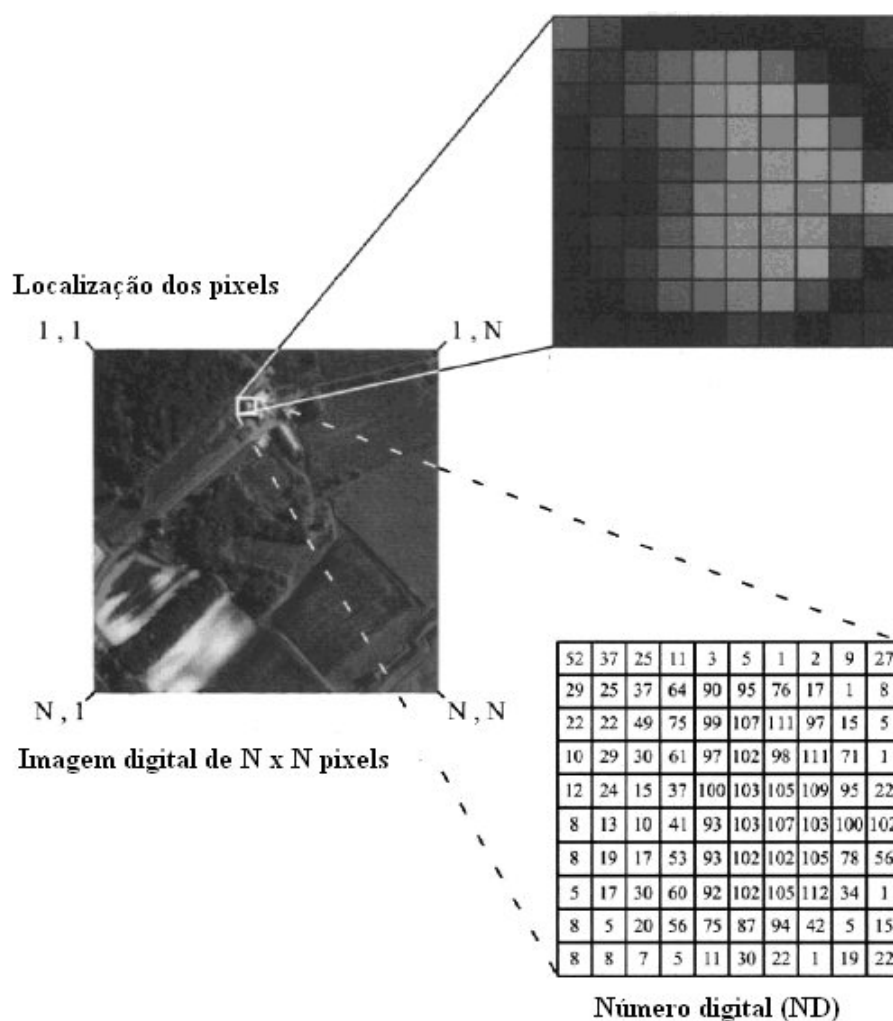 Localização dos pixels
1 , 1
1 , N
N , 1
N , N
Imagem digital de N x N pixels
52 37 25 11 3 5 1 2 9 27
29 25 37 64 90 95 76 17 1 8
22 22 49 75 99 107 111 97 15 5
10 29 30 61 97 102 98 111 71 1
12 24 15 37 100 103 105 109 95 22
8 13 10 41 93 103 107 103 100 102
8 19 17 53 93 102 102 105 78 56
5 17 30 60 92 102 105 112 34 1
8 5 20 56 75 87 94 42 5 15
8 8 7 5 11 30 22 1 19 22
Número digital (ND)